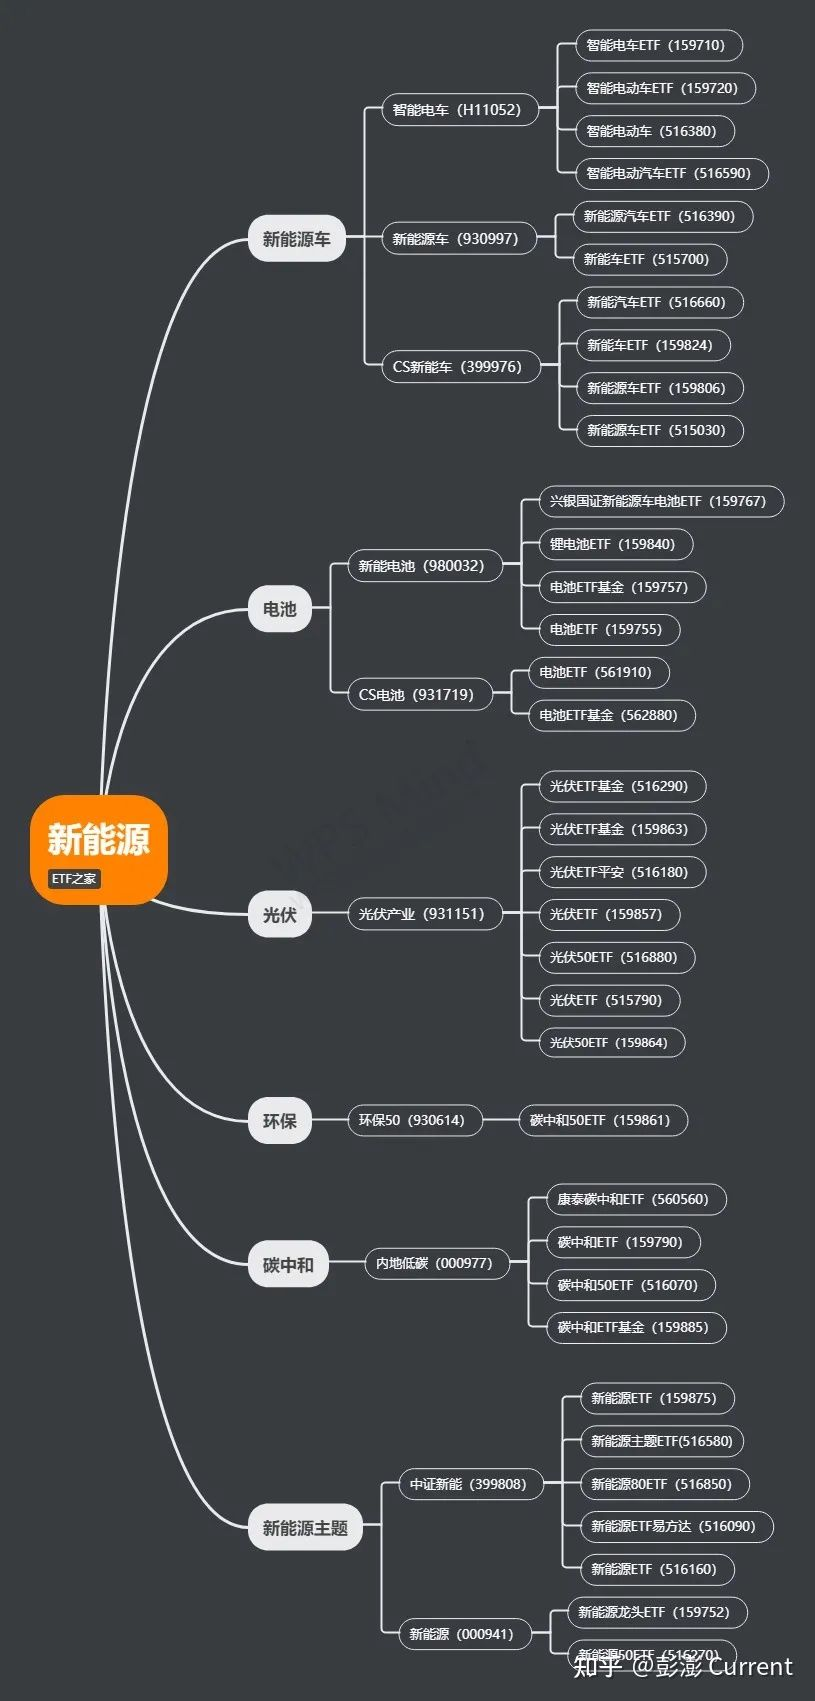 新能源
ETF之家
新能源车
智能电车（H11052）
智能电车ETF（159710）
智能电动车ETF（159720）
智能电动车（516380）
智能电动汽车ETF（516590）
新能源车（930997）
新能源汽车ETF（516390）
新能车ETF（515700）
CS新能车（399976）
新能汽车ETF（516660）
新能车ETF（159824）
新能源车ETF（159806）
新能源车ETF（515030）
电池
新能电池（980032）
兴银国证新能源车电池ETF（159767）
锂电池ETF（159840）
电池ETF基金（159757）
电池ETF（159755）
CS电池（931719）
电池ETF（561910）
电池ETF基金（562880）
光伏
光伏产业（931151）
光伏ETF基金（516290）
光伏ETF基金（159863）
光伏ETF平安（516180）
光伏ETF（159857）
光伏50ETF（516880）
光伏ETF（515790）
光伏50ETF（159864）
环保
环保50（930614）
碳中和50ETF（159861）
碳中和
内地低碳（000977）
康泰碳中和ETF（560560）
碳中和ETF（159790）
碳中和50ETF（516070）
碳中和ETF基金（159885）
新能源主题
中证新能（399808）
新能源ETF（159875）
新能源主题ETF(516580)
新能源80ETF（516850）
新能源ETF易方达（516090）
新能源ETF（516160）
新能源（000941）
新能源龙头ETF（159752）
新能源50ETF（516270）
WPS Mind
知乎 @彭澎 Current